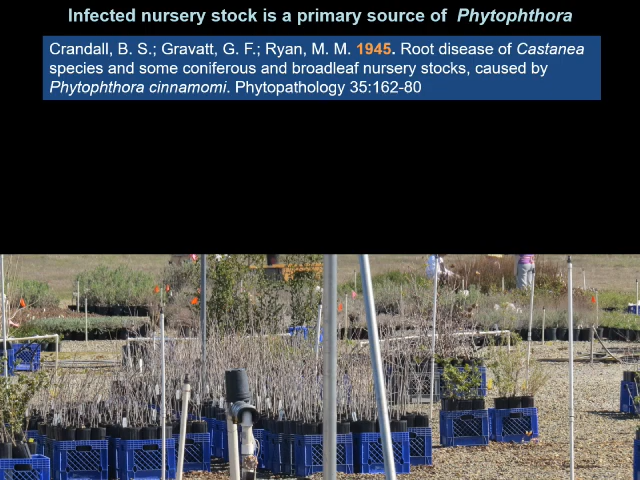 Infected nursery stock is a primary source of Phytophthora
Crandall, B. S.; Gravatt, G. F.; Ryan, M. M. 1945. Root disease of Castanea
species and some coniferous and broadleaf nursery stocks, caused by
Phytophthora cinnamomi. Phytopathology 35:162-80